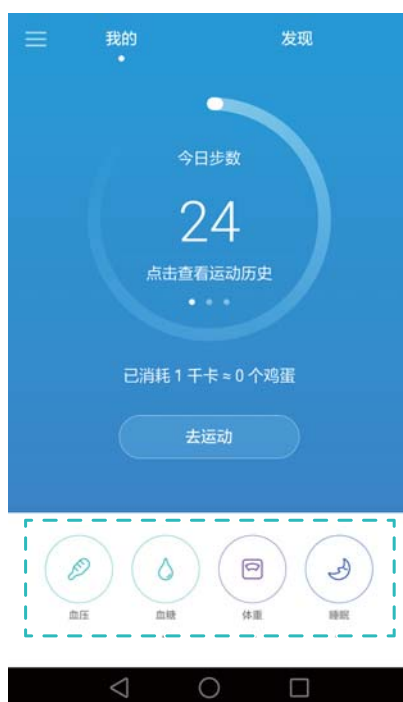 我的 发现
今日步数
24
点击查看运动历史
已消耗 1 千卡 ≈ 0 个鸡蛋
去运动
血压 血糖 体重 睡眠